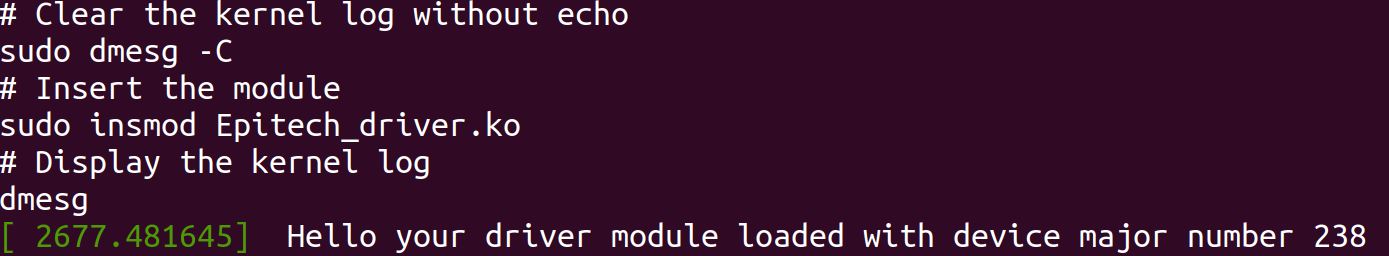 # Clear the kernel log without echo
sudo dmesg -C
# Insert the module
sudo insmod Epitech_driver.ko
# Display the kernel log
dmesg
[ 2677.481645]  Hello your driver module loaded with device major number 238